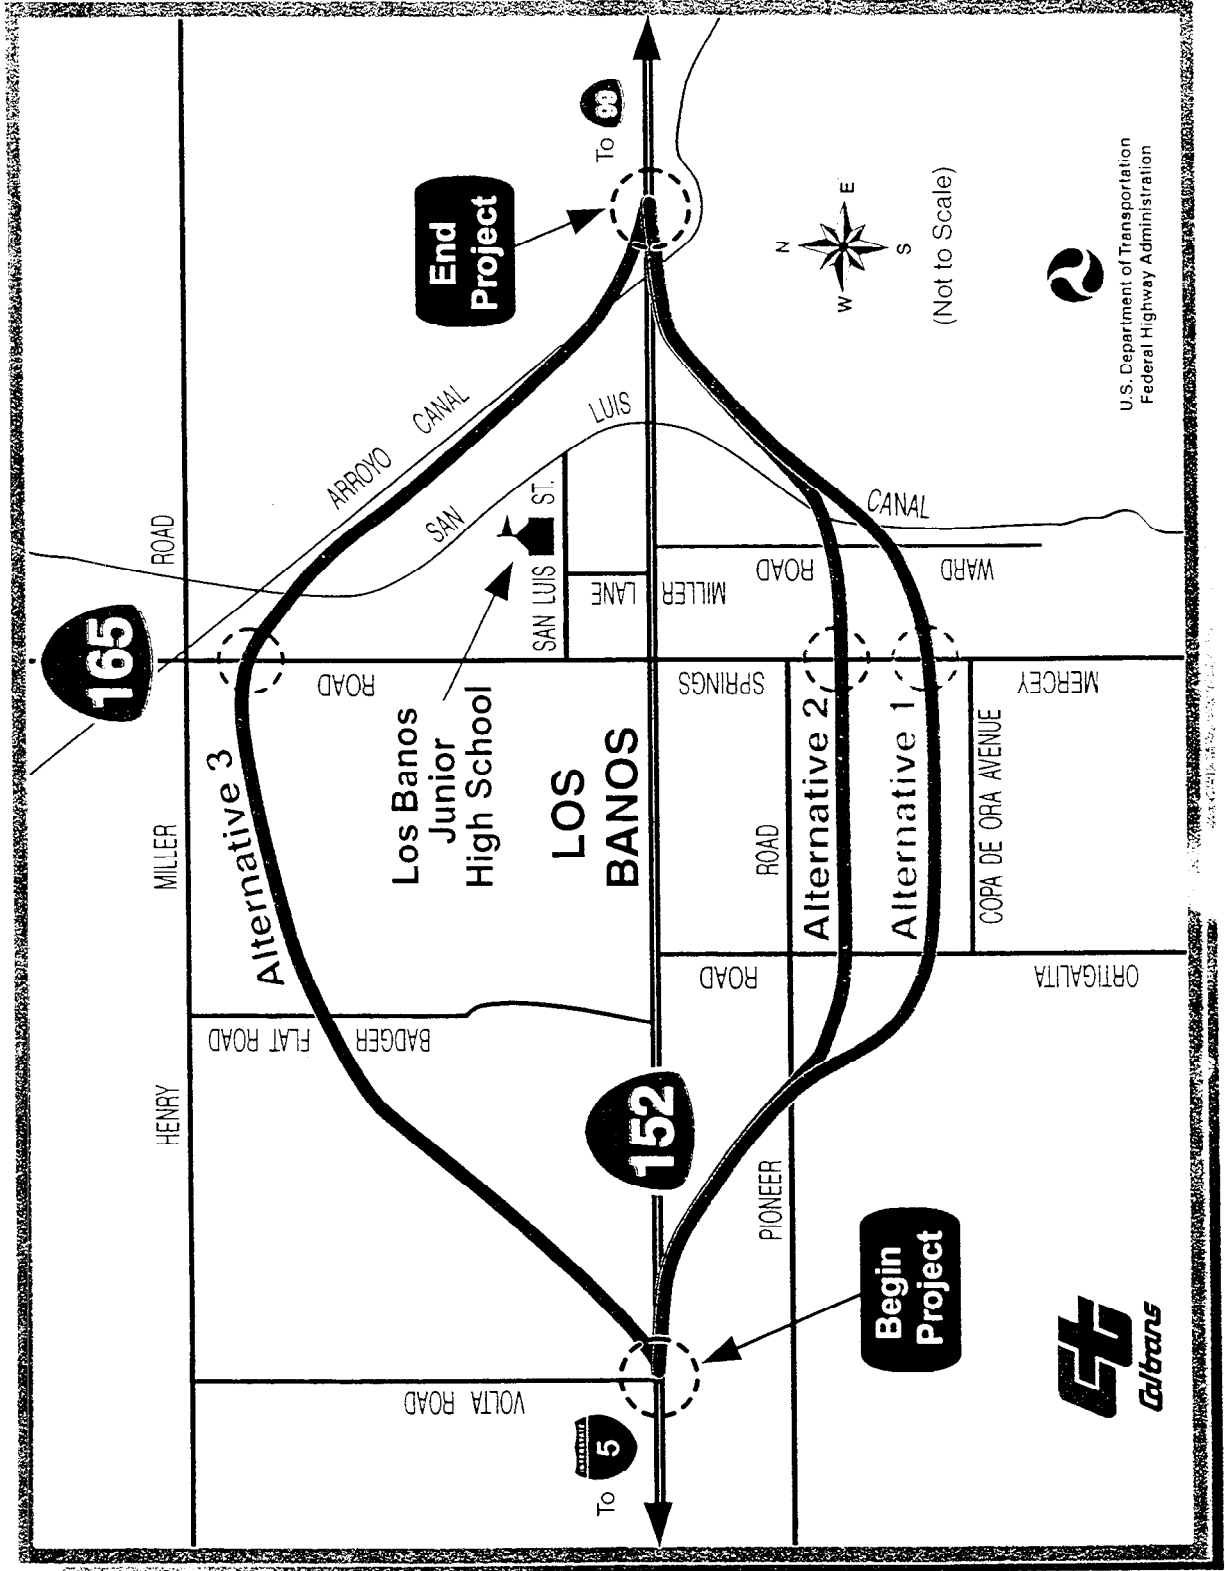 165
HENRY
MILLER
ROAD
Alternative 3
BADGER
FLAT ROAD
VOLTA ROAD
ROAD
ARROYO
CANAL
SAN
LUIS
CANAL
Los Banos
Junior
High School
SAN LUIS
ST.
End
Project
To
99
To
5
152
LOS
BANOS
LANE
MILLER
MERCEY
SPRINGS
WARD
ROAD
ORTIGALITA
ROAD
PIONEER
ROAD
Alternative 2
Alternative 1
COPA DE ORA AVENUE
Begin
Project
N
W
E
S
(Not to Scale)
Caltrans
U.S. Department of Transportation
Federal Highway Administration